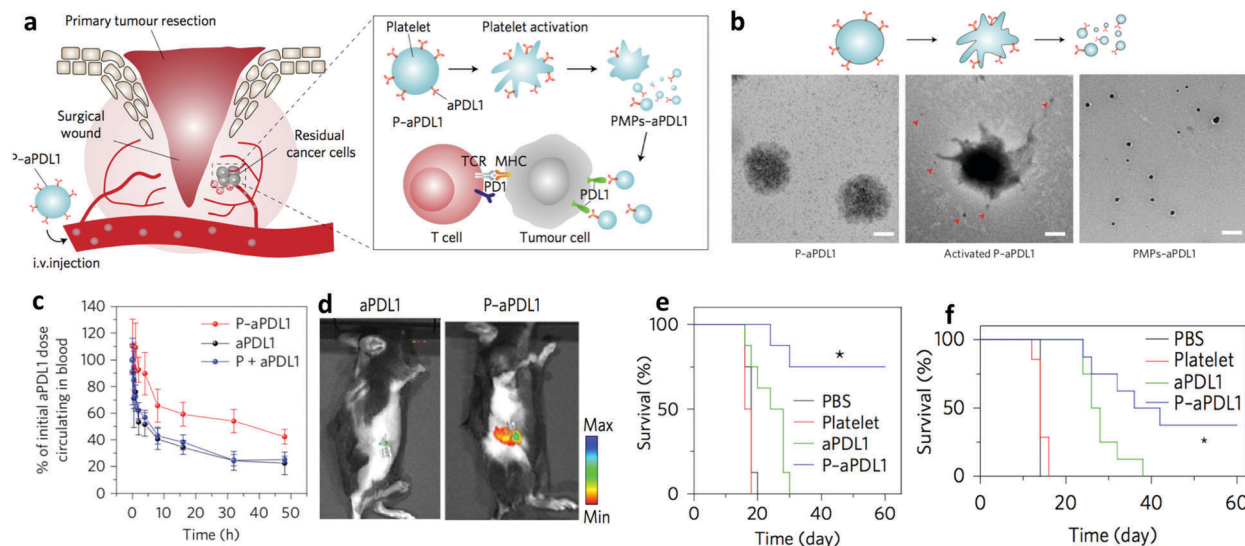 a
Primary tumour resection
Surgical
wound
P-aPDL1
Residual
cancer cells
i.v.injection
Platelet
Platelet activation
aPDL1
P-aPDL1
PMPs-aPDL1
TCR MHC
PD1
PDL1
T cell
Tumour cell
b
P-aPDL1
Activated P-aPDL1
PMPs-aPDL1
c
% of initial aPDL1 dose
circulating in blood
140
120
100
80
60
40
20
0
P-aPDL1
aPDL1
P + aPDL1
0 10 20 30 40 50
Time (h)
d
aPDL1
P-aPDL1
Max
Min
e
Survival (%)
100
50
0
PBS
Platelet
aPDL1
P-aPDL1
*
0 20 40 60
Time (day)
f
Survival (%)
100
50
0
PBS
Platelet
aPDL1
P-aPDL1
*
0 20 40 60
Time (day)